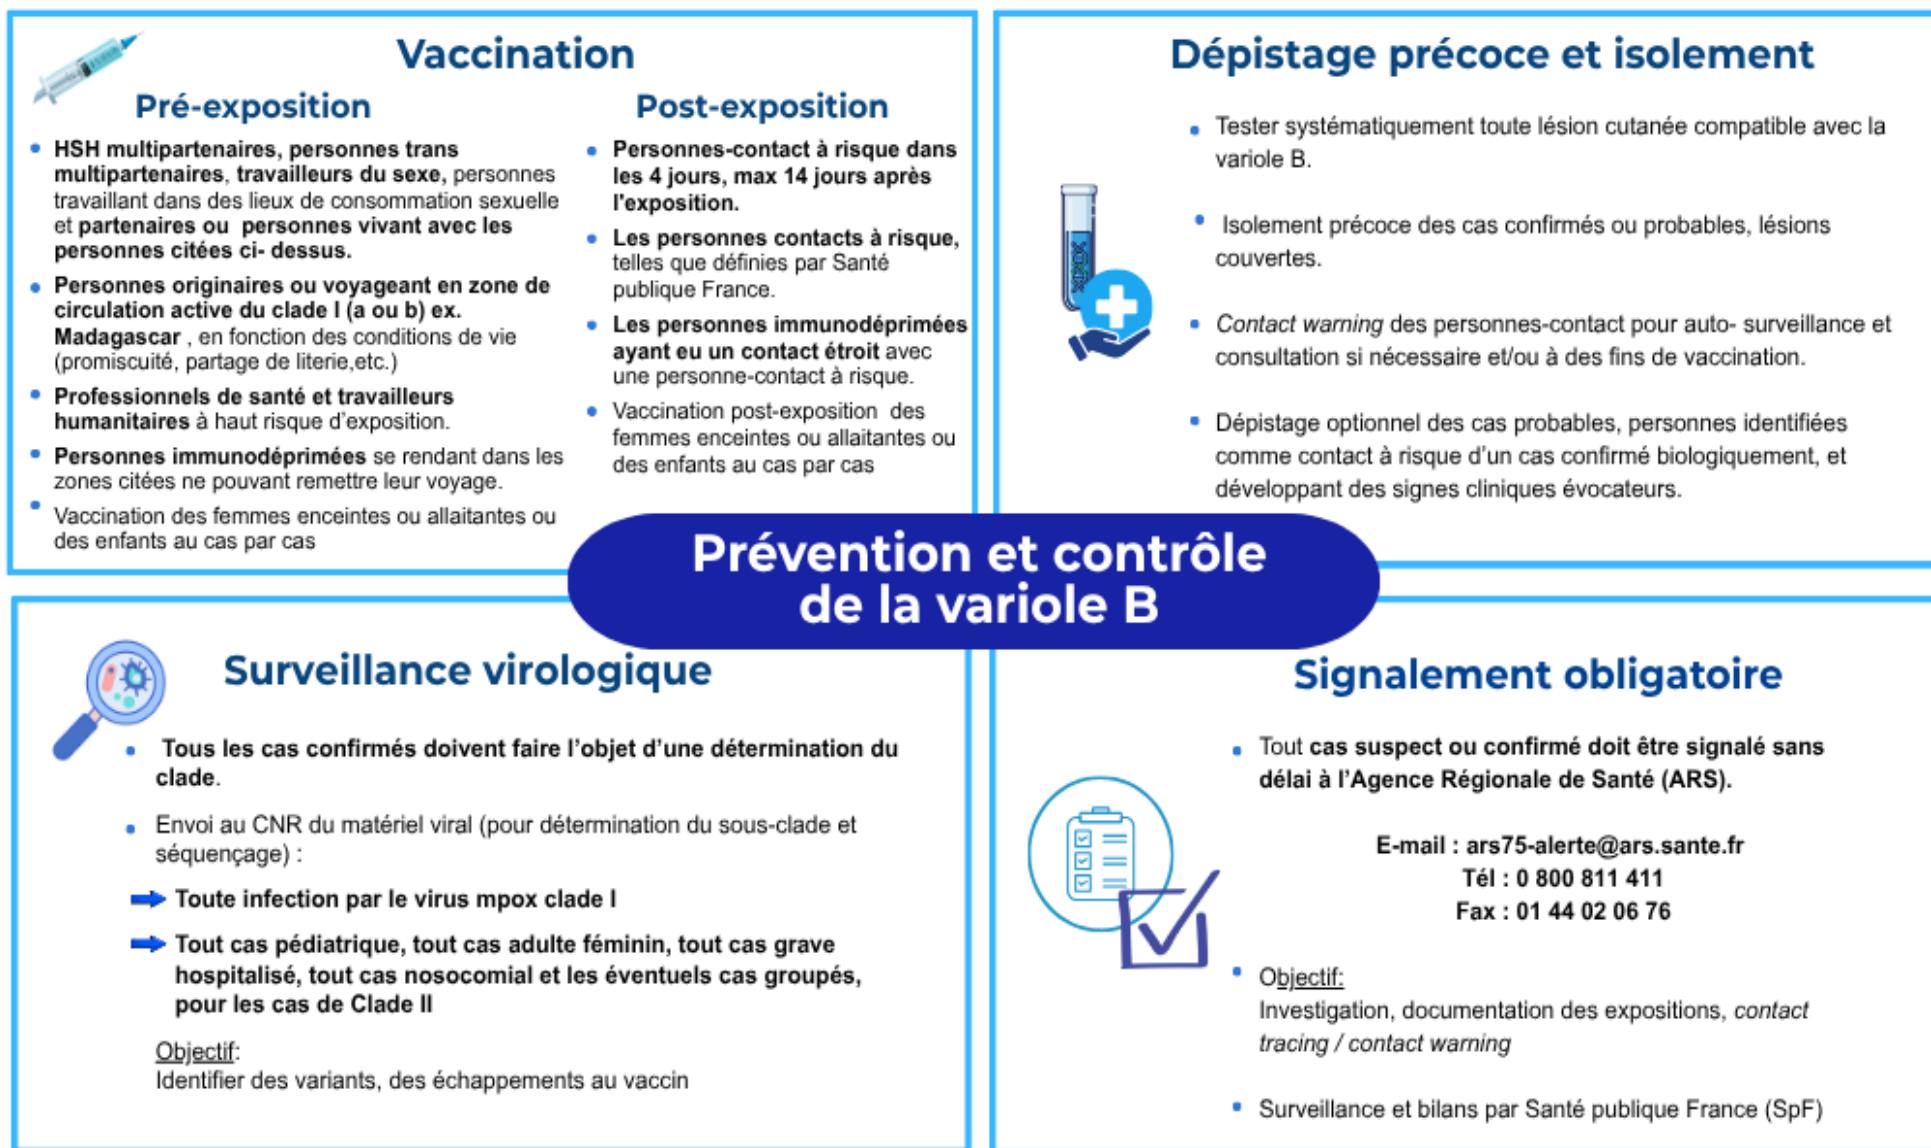 Vaccination
Pré-exposition
HSH multipartenaires, personnes trans
multipartenaires, travailleurs du sexe, personnes
travaillant dans des lieux de consommation sexuelle
et partenaires ou personnes vivant avec les
personnes citées ci- dessus.
Personnes originaires ou voyageant en zone de
circulation active du clade I (a ou b) ex.
Madagascar , en fonction des conditions de vie
(promiscuité, partage de literie,etc.)
Professionnels de santé et travailleurs
humanitaires à haut risque d'exposition.
Personnes immunodéprimées se rendant dans les
zones citées ne pouvant remettre leur voyage.
Vaccination des femmes enceintes ou allaitantes ou
des enfants au cas par cas
Post-exposition
Personnes-contact à risque dans
les 4 jours, max 14 jours après
l'exposition.
Les personnes contacts à risque,
telles que définies par Santé
publique France.
Les personnes immunodéprimées
ayant eu un contact étroit avec
une personne-contact à risque.
Vaccination post-exposition des
femmes enceintes ou allaitantes ou
des enfants au cas par cas
Dépistage précoce et isolement
Tester systématiquement toute lésion cutanée compatible avec la
variole B.
Isolement précoce des cas confirmés ou probables, lésions
couvertes.
Contact warning des personnes-contact pour auto- surveillance et
consultation si nécessaire et/ou à des fins de vaccination.
Dépistage optionnel des cas probables, personnes identifiées
comme contact à risque d'un cas confirmé biologiquement, et
développant des signes cliniques évocateurs.
Prévention et contrôle
de la variole B
Surveillance virologique
Tous les cas confirmés doivent faire l'objet d'une détermination du
clade.
Envoi au CNR du matériel viral (pour détermination du sous-clade et
séquençage) :
Toute infection par le virus mpox clade I
Tout cas pédiatrique, tout cas adulte féminin, tout cas grave
hospitalisé, tout cas nosocomial et les éventuels cas groupés,
pour les cas de Clade II
Objectif:
Identifier des variants, des échappements au vaccin
Signalement obligatoire
Tout cas suspect ou confirmé doit être signalé sans
délai à l'Agence Régionale de Santé (ARS).
E-mail : ars75-alerte@ars.sante.fr
Tél : 0 800 811 411
Fax : 01 44 02 06 76
Objectif:
Investigation, documentation des expositions, contact
tracing / contact warning
Surveillance et bilans par Santé publique France (SpF)